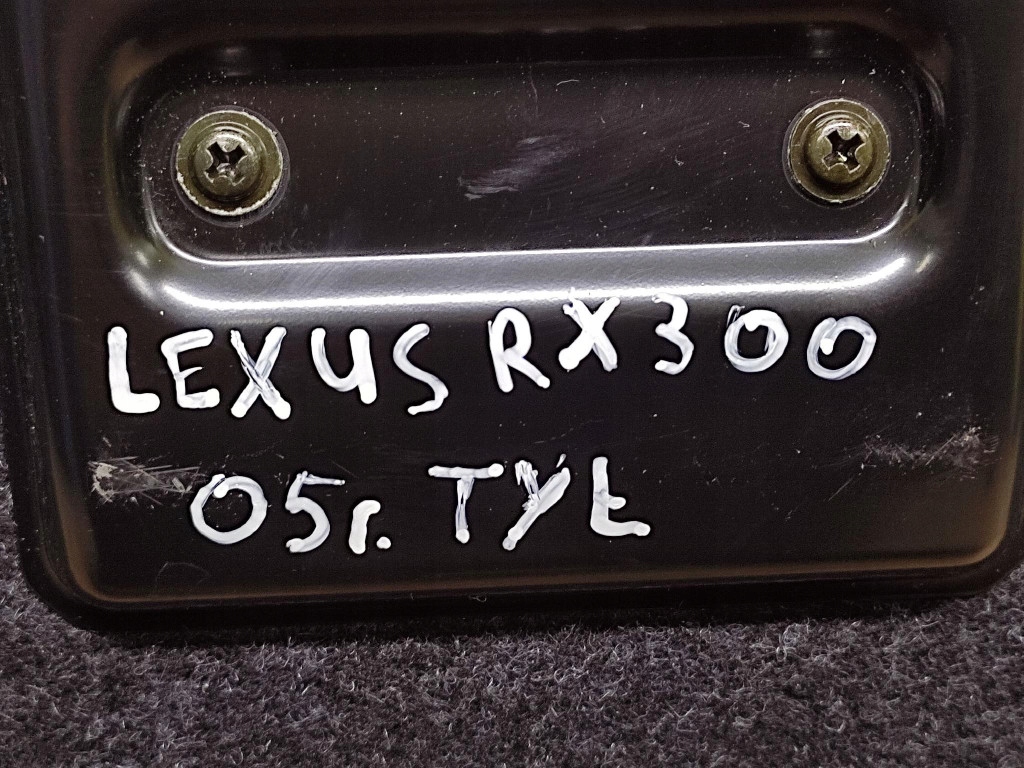 LEXUS RX300
05r. TYŁ